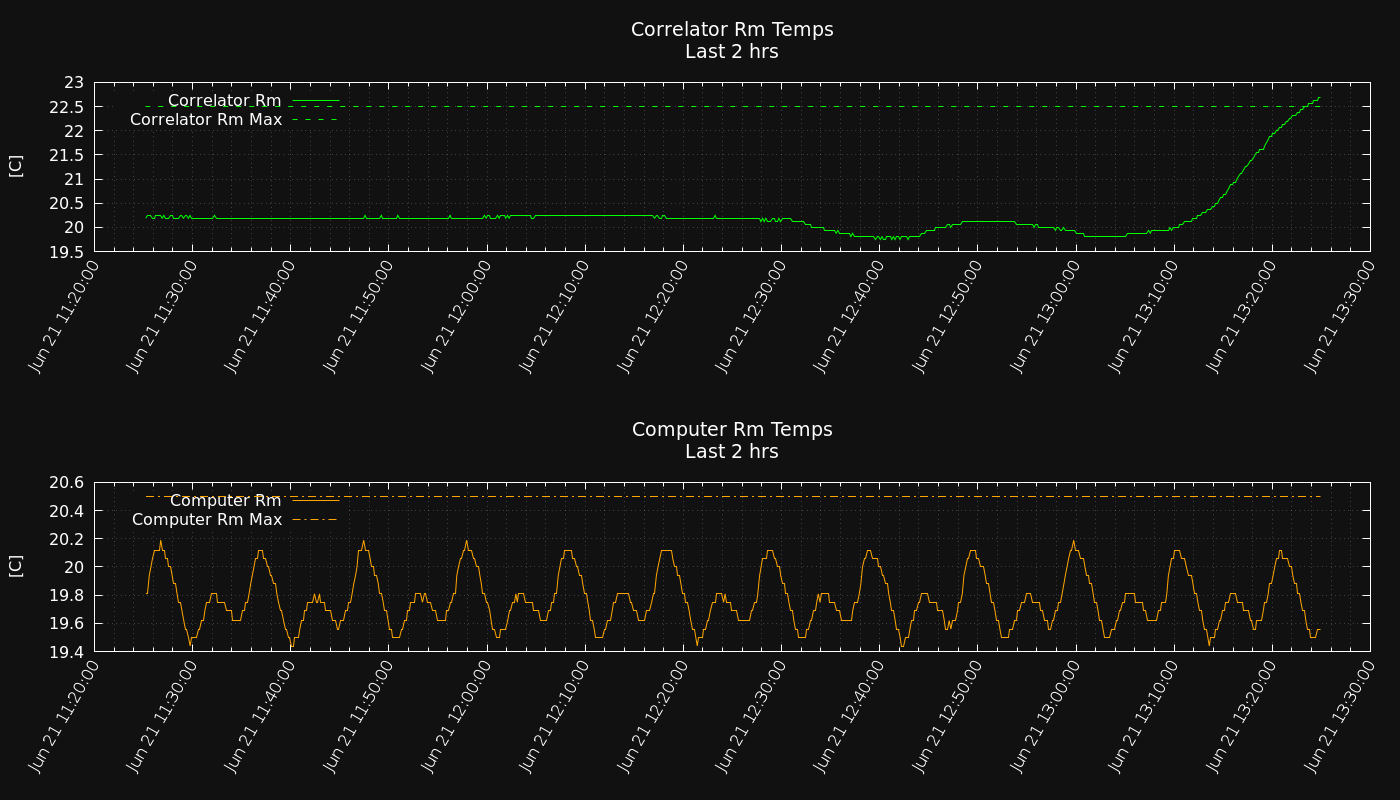 Correlator Rm Temps
Last 2 hrs
23
22.5
22
21.5
21
20.5
20
19.5
[C]
Correlator Rm
Correlator Rm Max
Jun 21 11:20:00
Jun 21 11:30:00
Jun 21 11:40:00
Jun 21 11:50:00
Jun 21 12:00:00
Jun 21 12:10:00
Jun 21 12:20:00
Jun 21 12:30:00
Jun 21 12:40:00
Jun 21 12:50:00
Jun 21 13:00:00
Jun 21 13:10:00
Jun 21 13:20:00
Jun 21 13:30:00
Computer Rm Temps
Last 2 hrs
20.6
20.4
20.2
20
19.8
19.6
19.4
[C]
Computer Rm
Computer Rm Max
Jun 21 11:20:00
Jun 21 11:30:00
Jun 21 11:40:00
Jun 21 11:50:00
Jun 21 12:00:00
Jun 21 12:10:00
Jun 21 12:20:00
Jun 21 12:30:00
Jun 21 12:40:00
Jun 21 12:50:00
Jun 21 13:00:00
Jun 21 13:10:00
Jun 21 13:20:00
Jun 21 13:30:00